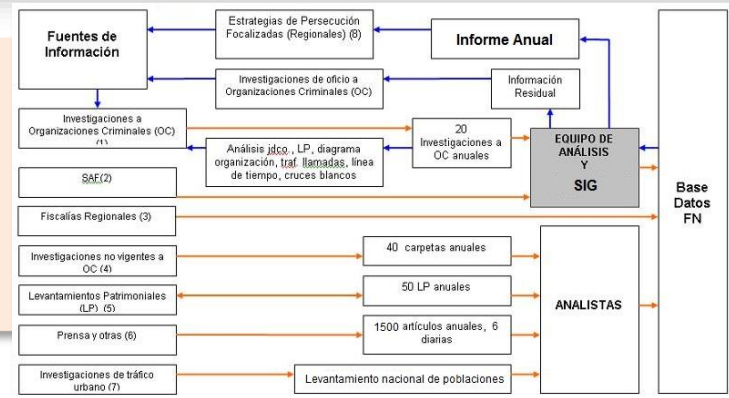 Fuentes de
Información
Estrategias de Persecución
Focalizadas (Regionales) (8)
Informe Anual
Investigaciones de oficio a
Organizaciones Criminales (OC)
Información
Residual
Investigaciones a
Organizaciones Criminales (OC)
(1)
Análisis jdco., LP, diagrama
organización, traf. llamadas, línea
de tiempo, cruces blancos
20
Investigaciones a
OC anuales
EQUIPO DE
ANÁLISIS
Y
SIG
Base
Datos
FN
SAF(2)
Fiscalías Regionales (3)
Investigaciones no vigentes a
OC (4)
40 carpetas anuales
Levantamientos Patrimoniales
(LP) (5)
50 LP anuales
ANALISTAS
Prensa y otras (6)
1500 artículos anuales, 6
diarias
Investigaciones de tráfico
urbano (7)
Levantamiento nacional de poblaciones